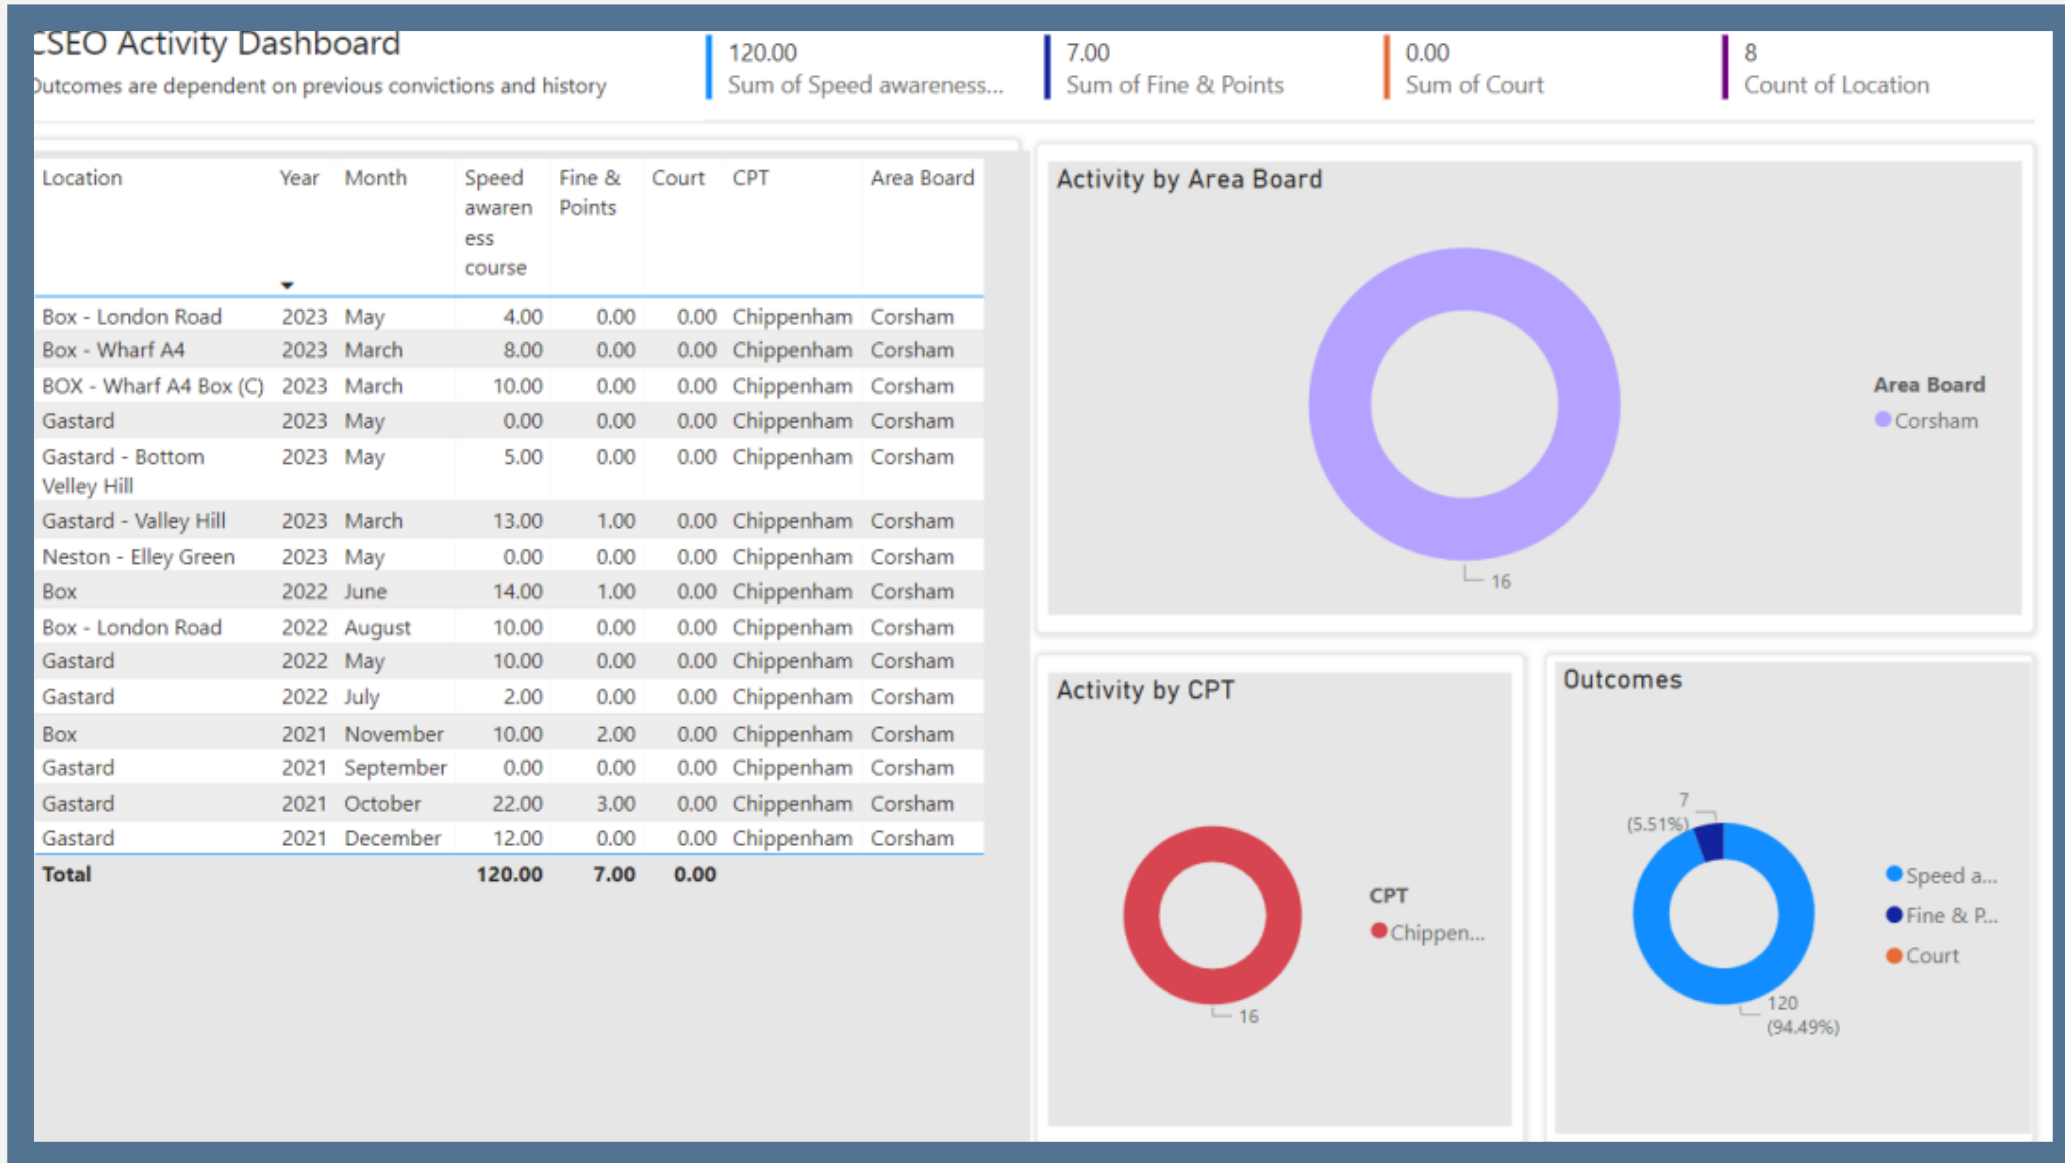 CSEO Activity Dashboard
Outcomes are dependent on previous convictions and history
120.00
Sum of Speed awareness...
7.00
Sum of Fine & Points
0.00
Sum of Court
8
Count of Location
Location Year Month Speed awaren ess course Fine & Points Court CPT Area Board
Box - London Road 2023 May 4.00 0.00 0.00 Chippenham Corsham
Box - Wharf A4 2023 March 8.00 0.00 0.00 Chippenham Corsham
BOX - Wharf A4 Box (C) 2023 March 10.00 0.00 0.00 Chippenham Corsham
Gastard 2023 May 0.00 0.00 0.00 Chippenham Corsham
Gastard - Bottom Velley Hill 2023 May 5.00 0.00 0.00 Chippenham Corsham
Gastard - Valley Hill 2023 March 13.00 1.00 0.00 Chippenham Corsham
Neston - Elley Green 2023 May 0.00 0.00 0.00 Chippenham Corsham
Box 2022 June 14.00 1.00 0.00 Chippenham Corsham
Box - London Road 2022 August 10.00 0.00 0.00 Chippenham Corsham
Gastard 2022 May 10.00 0.00 0.00 Chippenham Corsham
Gastard 2022 July 2.00 0.00 0.00 Chippenham Corsham
Box 2021 November 10.00 2.00 0.00 Chippenham Corsham
Gastard 2021 September 0.00 0.00 0.00 Chippenham Corsham
Gastard 2021 October 22.00 3.00 0.00 Chippenham Corsham
Gastard 2021 December 12.00 0.00 0.00 Chippenham Corsham
Total 120.00 7.00 0.00
Activity by Area Board
16
Area Board
Corsham
Activity by CPT
16
CPT
Chippen...
Outcomes
7
(5.51%)
120
(94.49%)
Speed a...
Fine & P...
Court